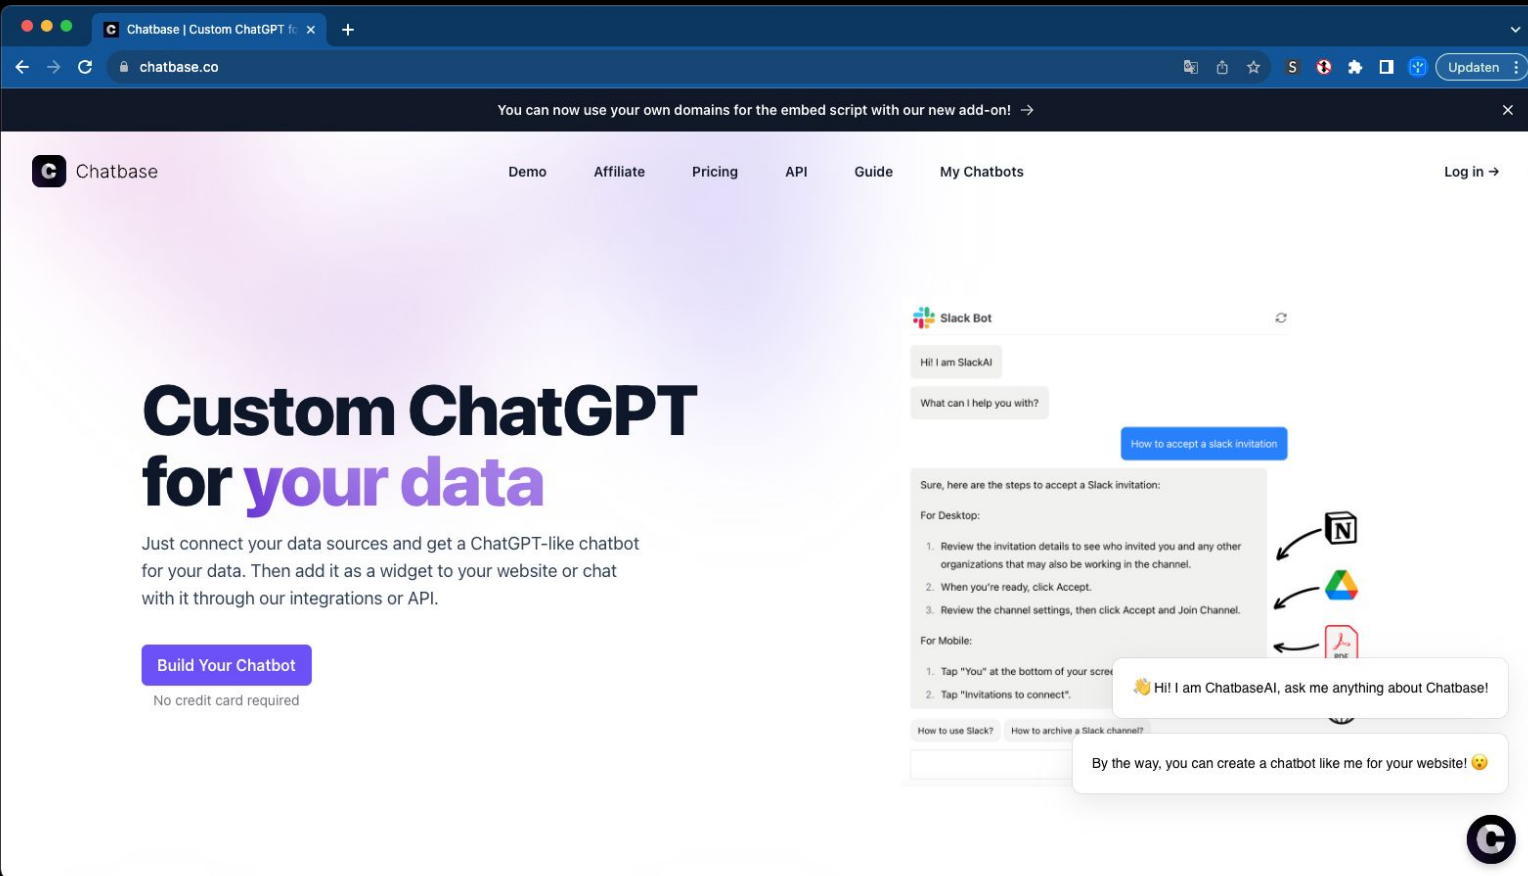 Chatbase | Custom ChatGPT fo
chatbase.co
S
Updaten
You can now use your own domains for the embed script with our new add-on! →
C Chatbase
Demo
Affiliate
Pricing
API
Guide
My Chatbots
Log in →
Custom ChatGPT
for your data
Just connect your data sources and get a ChatGPT-like chatbot
for your data. Then add it as a widget to your website or chat
with it through our integrations or API.
Build Your Chatbot
No credit card required
Slack Bot
Hi! I am SlackAI
What can I help you with?
How to accept a slack invitation
Sure, here are the steps to accept a Slack invitation:
For Desktop:
1. Review the invitation details to see who invited you and any other
organizations that may also be working in the channel.
2. When you're ready, click Accept.
3. Review the channel settings, then click Accept and Join Channel.
For Mobile:
1. Tap "You" at the bottom of your scree
2. Tap "Invitations to connect".
How to use Slack?
How to archive a Slack channel?
N
PDF
👋 Hi! I am ChatbaseAI, ask me anything about Chatbase!
By the way, you can create a chatbot like me for your website! 😮
C